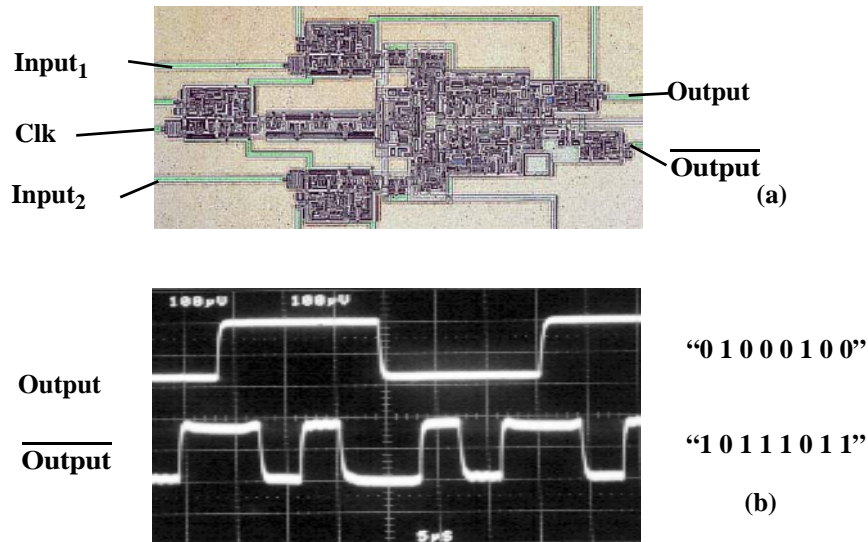 Input1
Clk
Input2
Output
Output
(a)
100µV 100µV
Output
Output
“0 1 0 0 0 1 0 0”
“1 0 1 1 1 0 1 1”
(b)
5µS